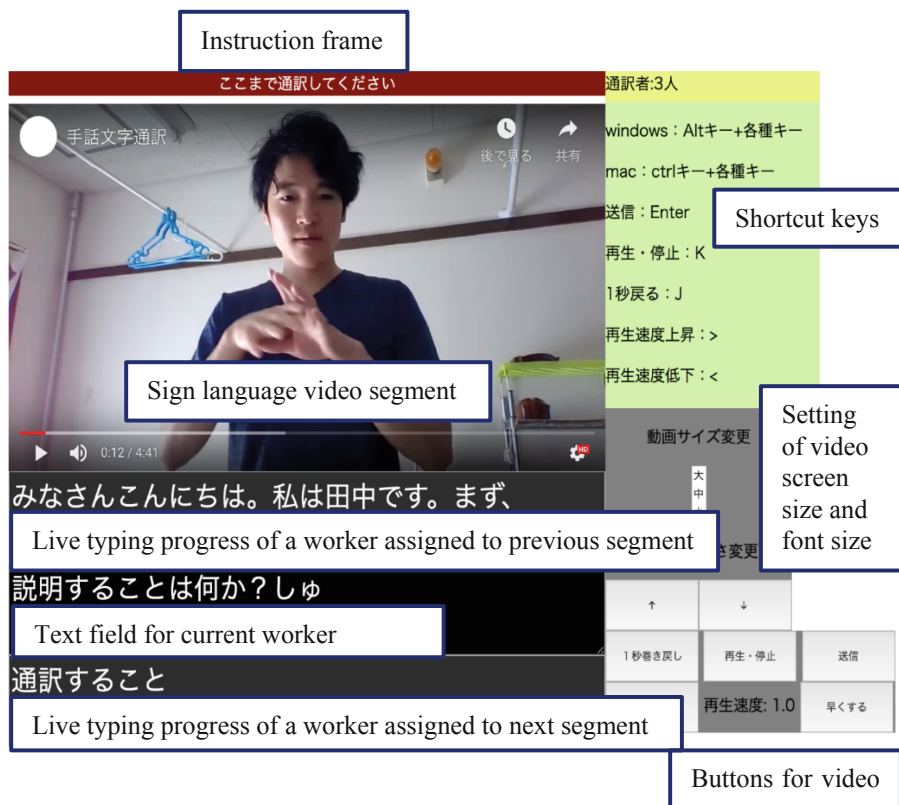 Instruction frame
ここまで通訳してください
通訳者:3人
手話文字通訳
後で見る
共有
windows：Altキー+各種キー
mac：ctrlキー+各種キー
送信：Enter
Shortcut keys
再生・停止：K
1秒戻る：J
再生速度上昇：>
再生速度低下：<
Sign language video segment
0:12 / 4:41
HD
動画サイズ変更
大
中
Setting
of video
screen
size and
font size
みなさんこんにちは。私は田中です。まず、
Live typing progress of a worker assigned to previous segment
さ変更
説明することは何か？しゅ
Text field for current worker
↑
↓
1秒巻き戻し
再生・停止
送信
通訳すること
再生速度: 1.0
早くする
Live typing progress of a worker assigned to next segment
Buttons for video